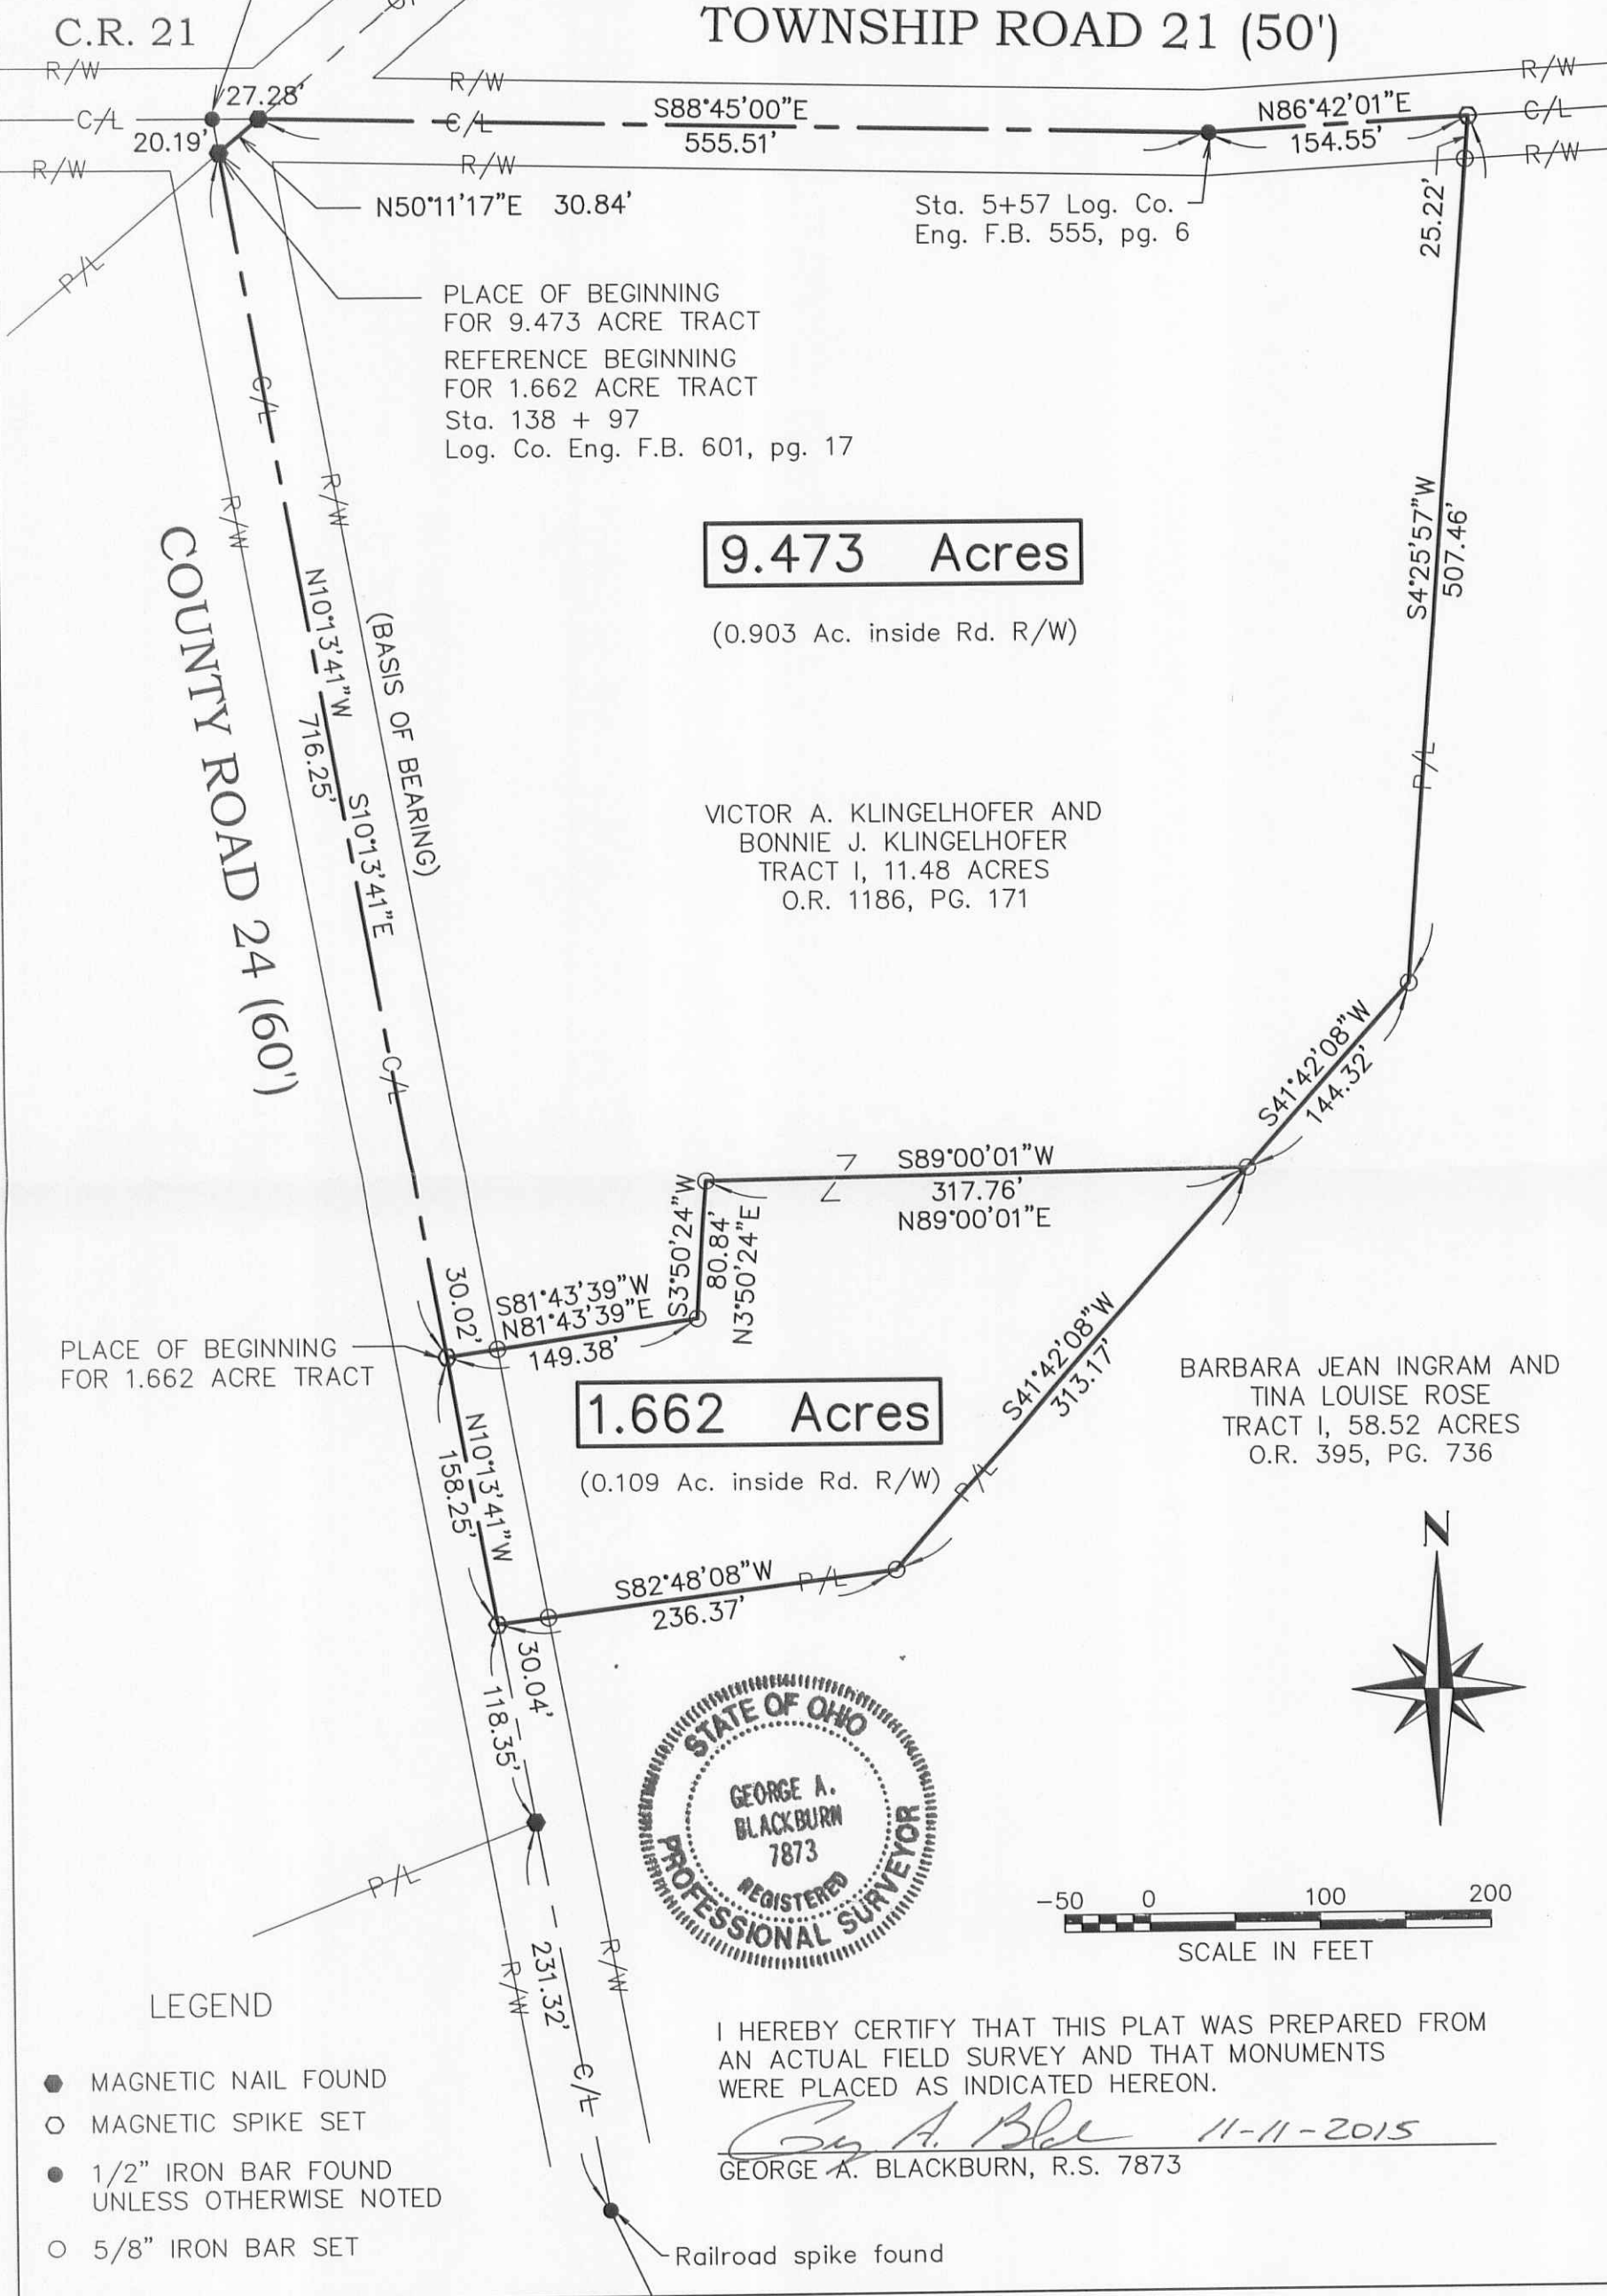 C.R. 21
TOWNSHIP ROAD 21 (50')
R/W
R/W
R/W
27.28'
C/L
C/L
S88°45'00"E
555.51'
N86°42'01"E
154.55'
C/L
20.19'
R/W
R/W
R/W
N50°11'17"E 30.84'
Sta. 5+57 Log. Co.
Eng. F.B. 555, pg. 6
25.22'
P/L
PLACE OF BEGINNING
FOR 9.473 ACRE TRACT
REFERENCE BEGINNING
FOR 1.662 ACRE TRACT
Sta. 138 + 97
Log. Co. Eng. F.B. 601, pg. 17
C/L
R/W
R/W
9.473 Acres
(0.903 Ac. inside Rd. R/W)
S4°25'57"W
507.46'
COUNTY ROAD 24 (60')
N10°13'41"W
716.25'
S10°13'41"E
(BASIS OF BEARING)
P/L
VICTOR A. KLINGELHOFER AND
BONNIE J. KLINGELHOFER
TRACT I, 11.48 ACRES
O.R. 1186, PG. 171
C/L
S41°42'08"W
144.32'
S89°00'01"W
317.76'
N89°00'01"E
S3°50'24"W
80.84'
N3°50'24"E
30.02'
S81°43'39"W
N81°43'39"E
149.38'
PLACE OF BEGINNING
FOR 1.662 ACRE TRACT
1.662 Acres
(0.109 Ac. inside Rd. R/W)
S41°42'08"W
313.17'
P/L
BARBARA JEAN INGRAM AND
TINA LOUISE ROSE
TRACT I, 58.52 ACRES
O.R. 395, PG. 736
N10°13'41"W
158.25'
S82°48'08"W
236.37'
P/L
N
30.04'
118.35'
STATE OF OHIO
GEORGE A.
BLACKBURN
7873
REGISTERED
PROFESSIONAL SURVEYOR
P/L
-50 0 100 200
SCALE IN FEET
R/W
R/W
231.32'
C/L
LEGEND
MAGNETIC NAIL FOUND
MAGNETIC SPIKE SET
1/2" IRON BAR FOUND
UNLESS OTHERWISE NOTED
5/8" IRON BAR SET
I HEREBY CERTIFY THAT THIS PLAT WAS PREPARED FROM
AN ACTUAL FIELD SURVEY AND THAT MONUMENTS
WERE PLACED AS INDICATED HEREON.
11-11-2015
GEORGE A. BLACKBURN, R.S. 7873
Railroad spike found